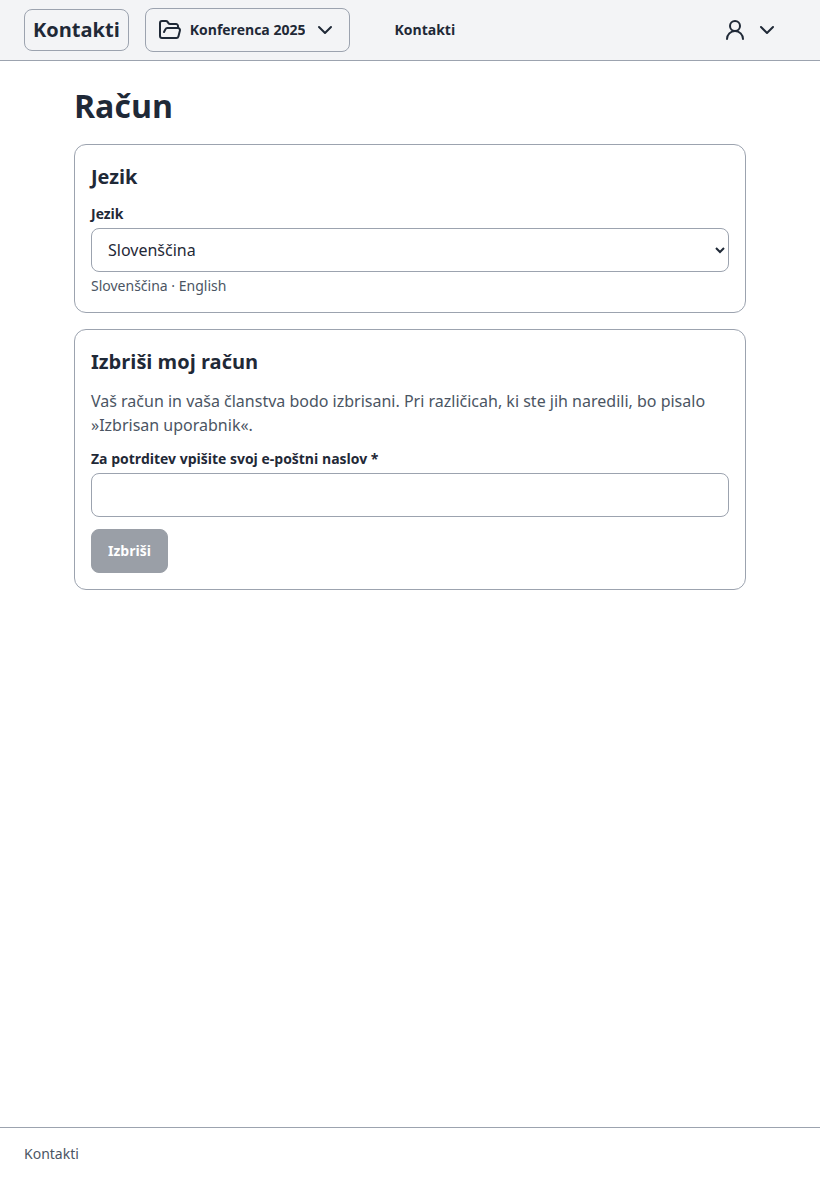 Kontakti
Konferenca 2025
Kontakti
Račun
Jezik
Jezik
Slovenščina
Slovenščina · English
Izbriši moj račun
Vaš račun in vaša članstva bodo izbrisani. Pri različicah, ki ste jih naredili, bo pisalo
»Izbrisan uporabnik«.
Za potrditev vpišite svoj e-poštni naslov *
Izbriši
Kontakti